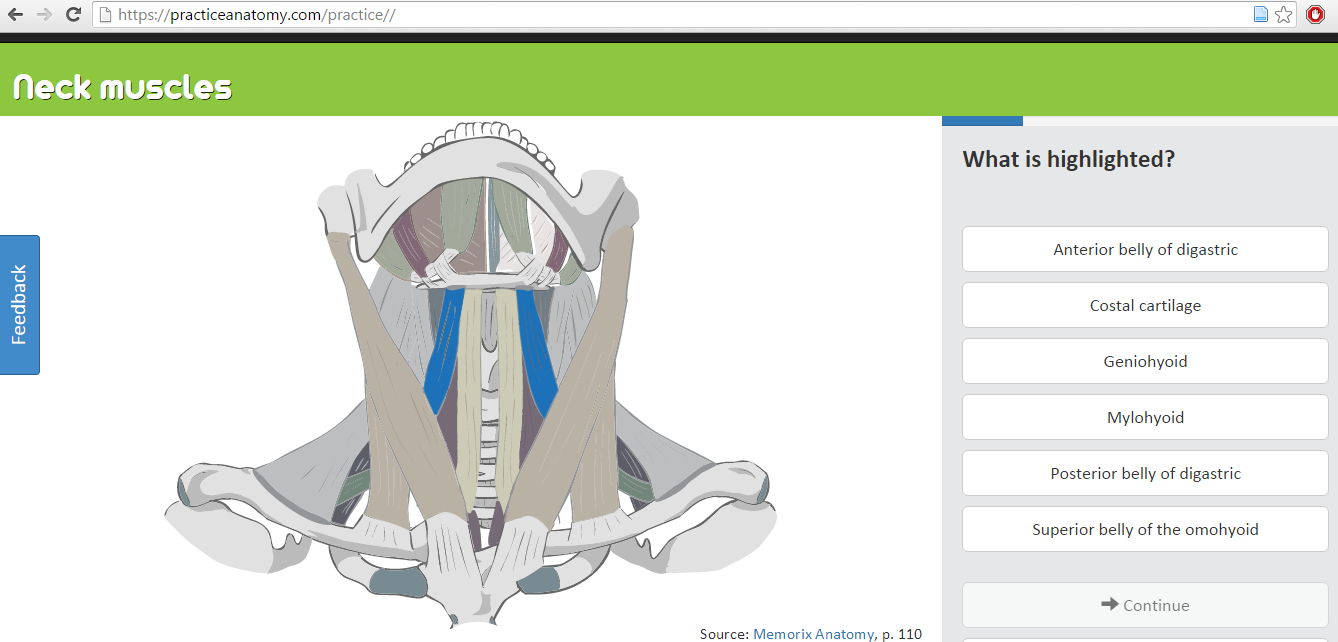 https://practiceanatomy.com/practice//
Neck muscles
Feedback
What is highlighted?
Anterior belly of digastric
Costal cartilage
Geniohyoid
Mylohyoid
Posterior belly of digastric
Superior belly of the omohyoid
Continue
Source: Memorix Anatomy, p. 110